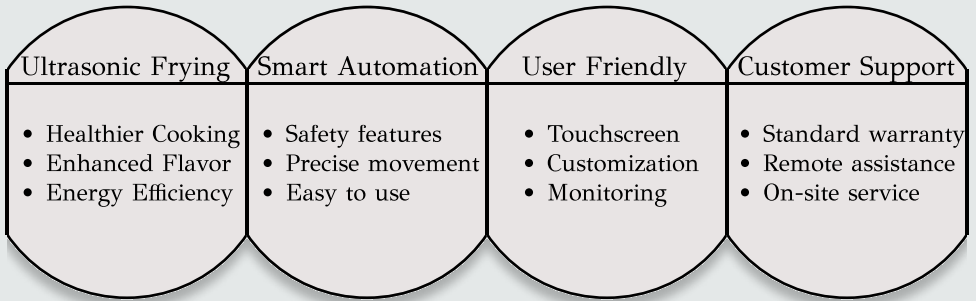 Ultrasonic Frying
• Healthier Cooking
• Enhanced Flavor
• Energy Efficiency
Smart Automation
• Safety features
• Precise movement
• Easy to use
User Friendly
• Touchscreen
• Customization
• Monitoring
Customer Support
• Standard warranty
• Remote assistance
• On-site service